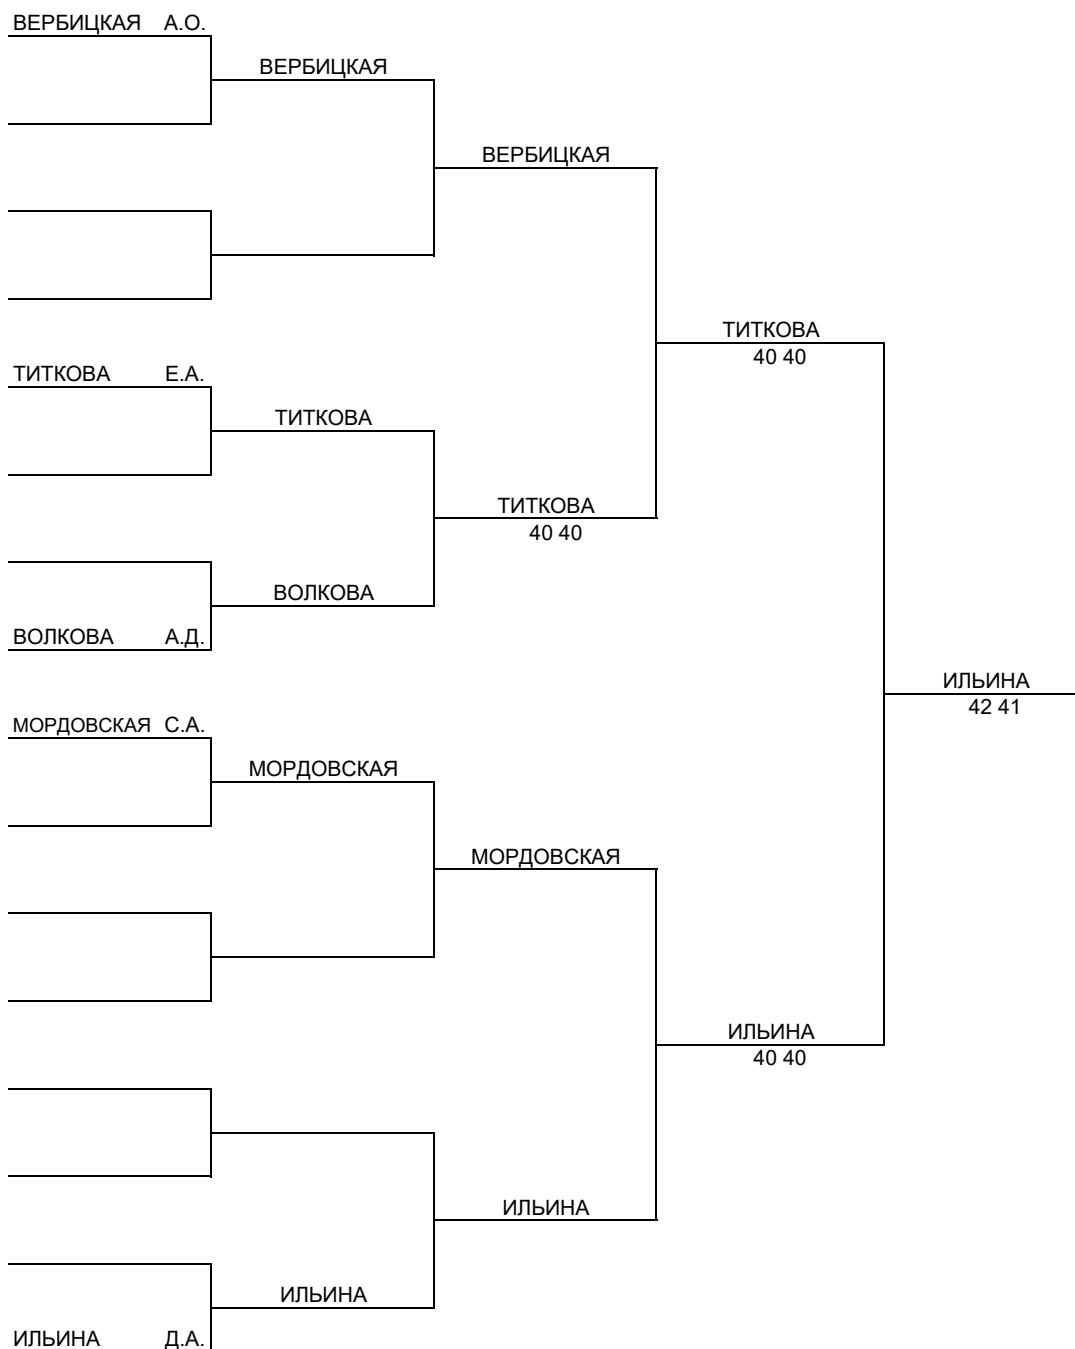 ВЕРБИЦКАЯ А.О.
ВЕРБИЦКАЯ
ВЕРБИЦКАЯ
ТИТКОВА
40 40
ТИТКОВА Е.А.
ТИТКОВА
ТИТКОВА
40 40
ВОЛКОВА
ВОЛКОВА А.Д.
ИЛЬИНА
42 41
МОРДОВСКАЯ С.А.
МОРДОВСКАЯ
МОРДОВСКАЯ
ИЛЬИНА
40 40
ИЛЬИНА
ИЛЬИНА
ИЛЬИНА Д.А.